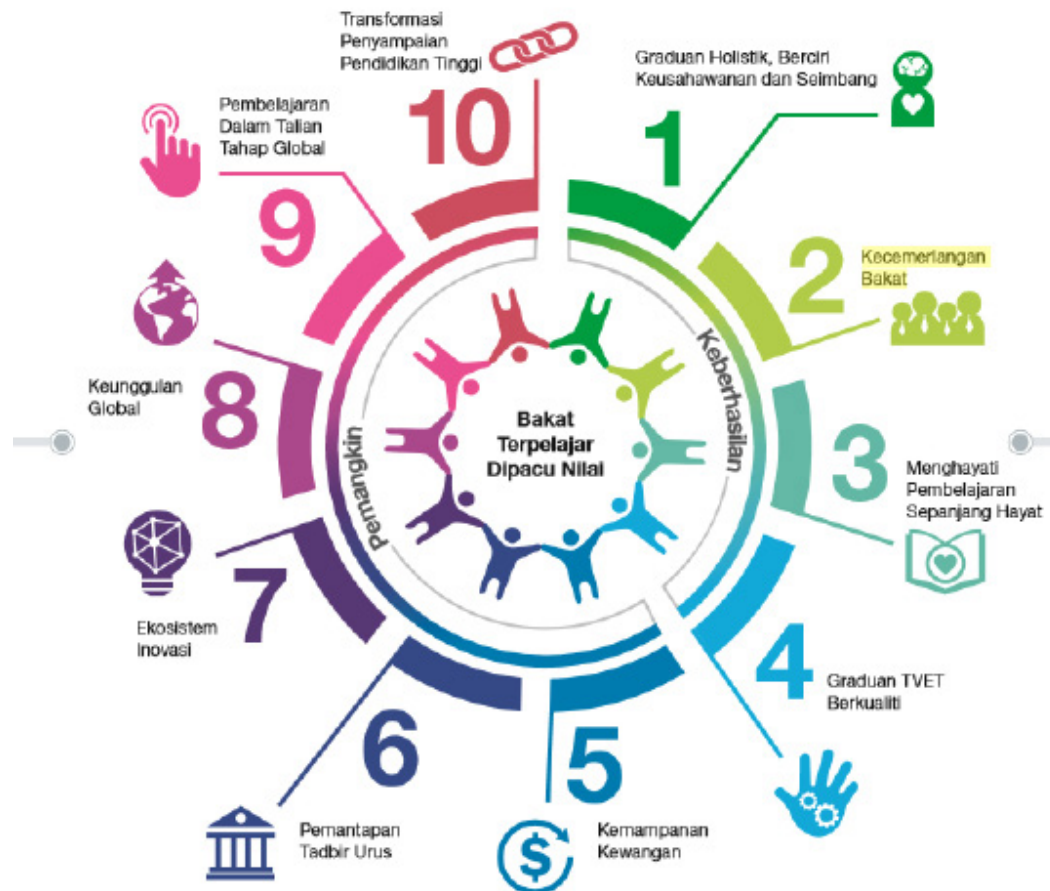 Transformasi
Penyampaian
Pendidikan Tinggi
10
Graduan Holistik, Berciri
Keusahawanan dan Seimbang
1
Pembelajaran
Dalam Talian
Tahap Global
9
2
Kecemerlangan
Bakat
Keunggulan
Global
8
Pemangkin
Bakat
Terpelajar
Dipacu Nilai
Keberhasilan
3
Menghayati
Pembelajaran
Sepanjang Hayat
7
Ekosistem
Inovasi
4
Graduan TVET
Berkualiti
6
Pemantapan
Tadbir Urus
5
$
Kemampanan
Kewangan